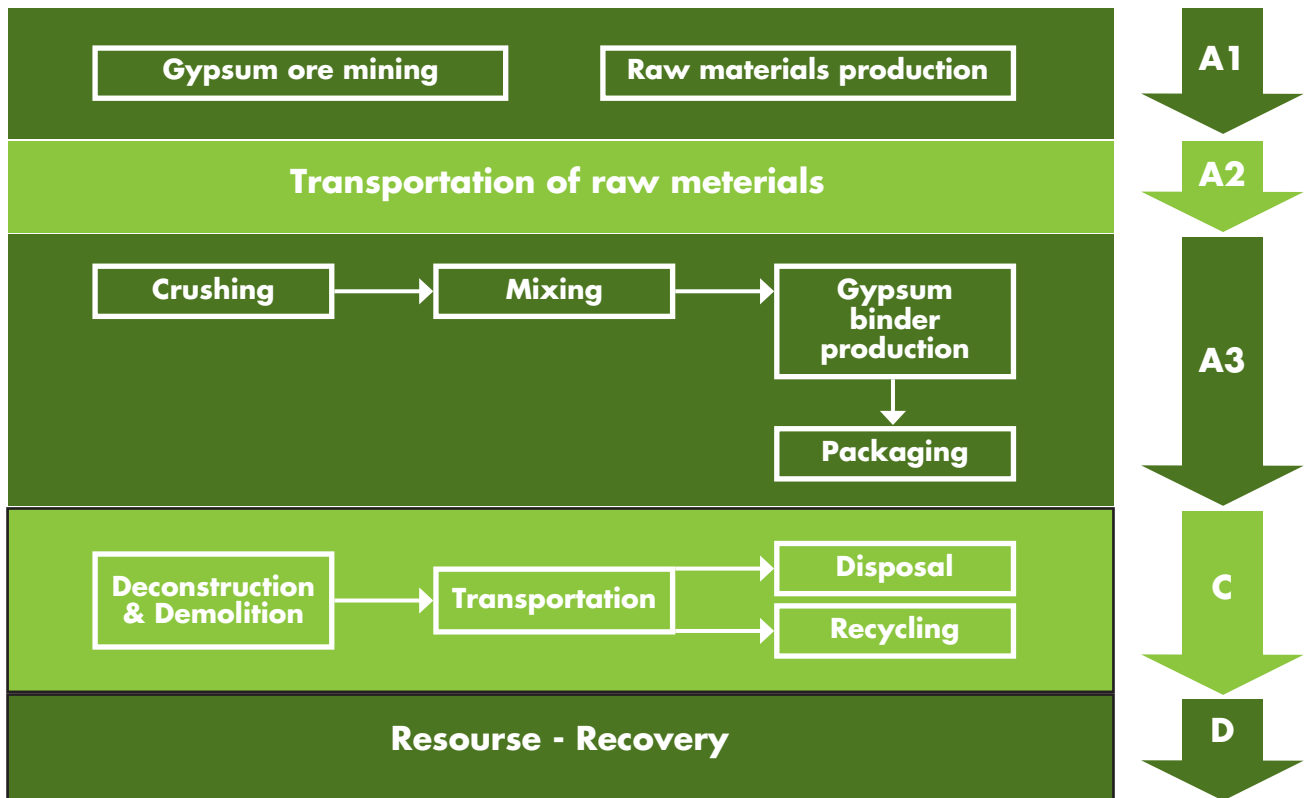 Gypsum ore mining
Raw materials production
A1
Transportation of raw meterials
A2
Crushing
Mixing
Gypsum
binder
production
Packaging
A3
Deconstruction
& Demolition
Transportation
Disposal
Recycling
C
Resourse - Recovery
D